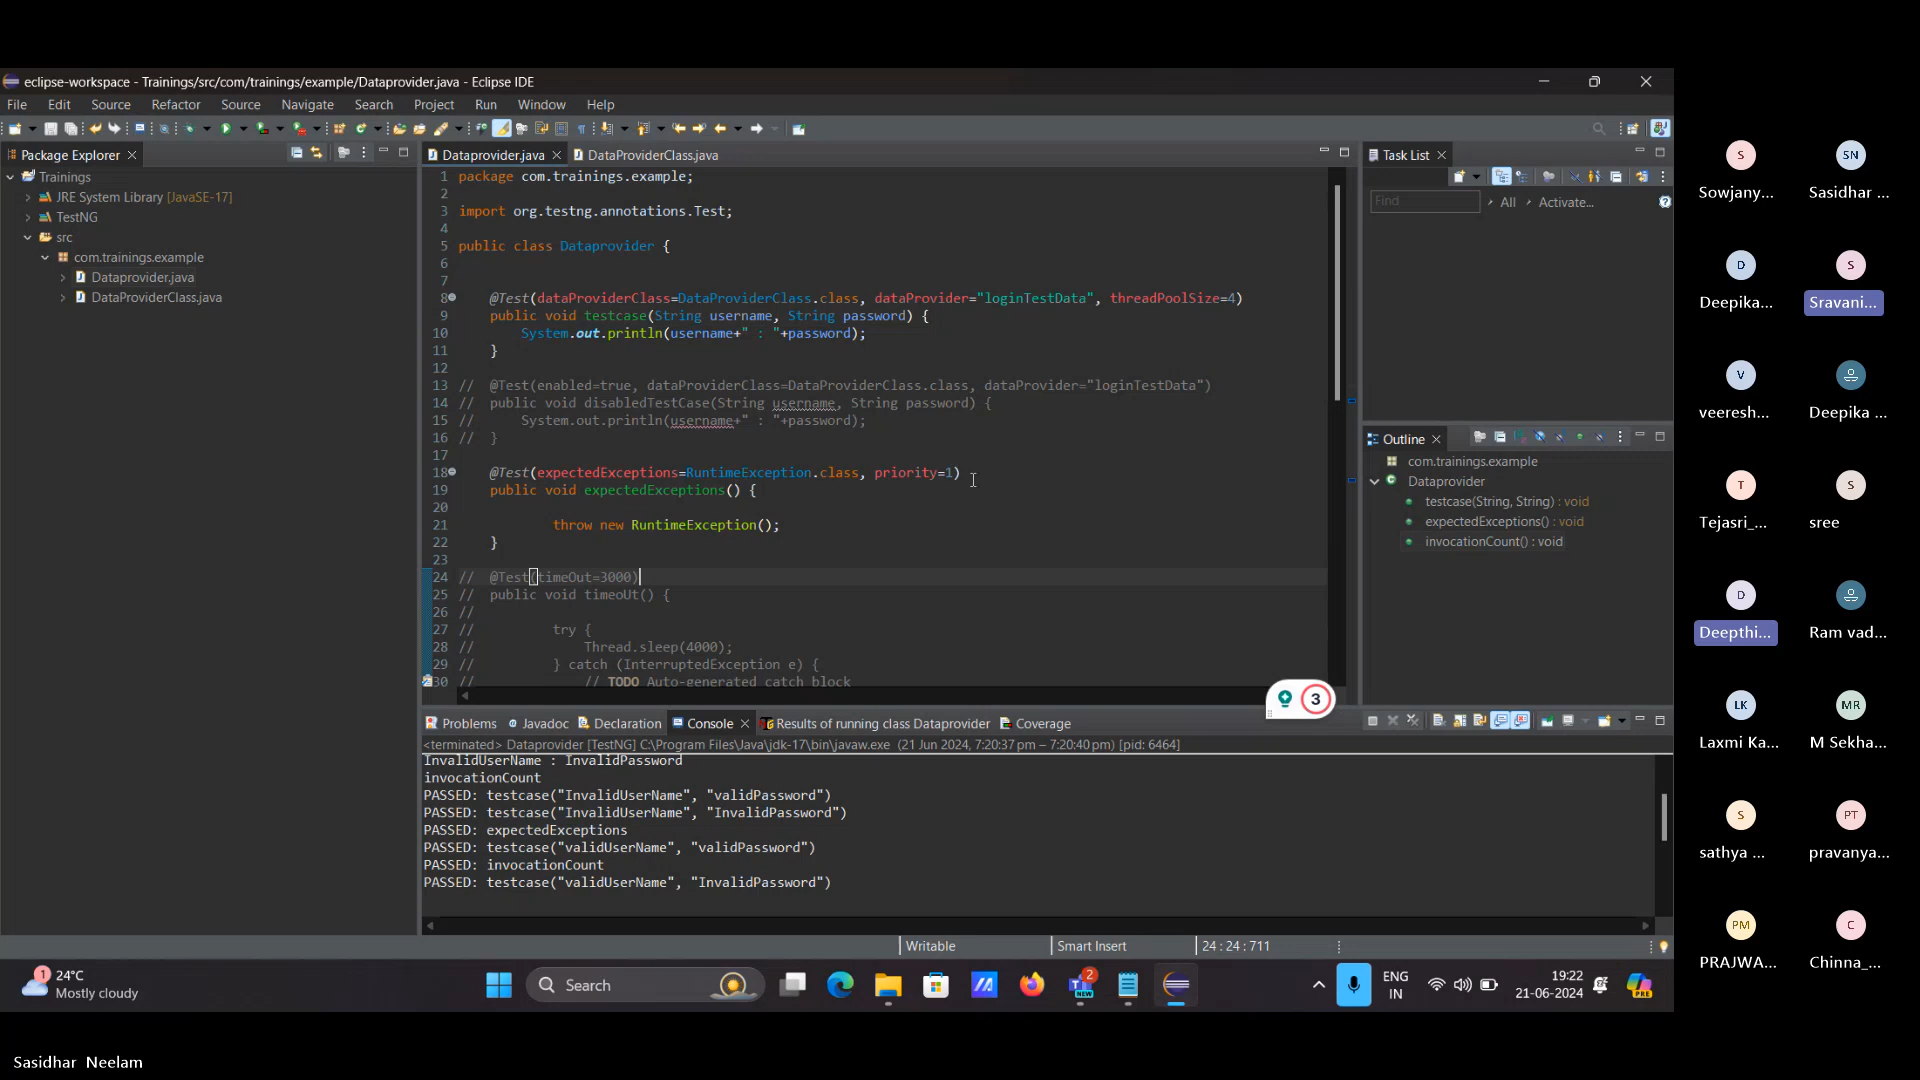 eclipse-workspace - Trainings/src/com/trainings/example/Dataprovider.java - Eclipse IDE
File Edit Source Refactor Source Navigate Search Project Run Window Help
Package Explorer
Trainings
JRE System Library [JavaSE-17]
TestNG
src
com.trainings.example
Dataprovider.java
DataProviderClass.java
Dataprovider.java DataProviderClass.java
1 package com.trainings.example;
2
3 import org.testng.annotations.Test;
4
5 public class Dataprovider {
6
7
8 @Test(dataProviderClass=DataProviderClass.class, dataProvider="loginTestData", threadPoolSize=4)
9 public void testcase(String username, String password) {
10 System.out.println(username+" : "+password);
11 }
12
13 // @Test(enabled=true, dataProviderClass=DataProviderClass.class, dataProvider="loginTestData")
14 // public void disabledTestCase(String username, String password) {
15 // System.out.println(username+" : "+password);
16 // }
17
18 @Test(expectedExceptions=RuntimeException.class, priority=1)
19 public void expectedExceptions() {
20
21 throw new RuntimeException();
22 }
23
24 // @Test(timeOut=3000)
25 // public void timeoUt() {
26 //
27 // try {
28 // Thread.sleep(4000);
29 // } catch (InterruptedException e) {
30 // // TODO Auto-generated catch block
3
Task List
Find All Activate...
Outline
com.trainings.example
Dataprovider
testcase(String, String) : void
expectedExceptions() : void
invocationCount() : void
Problems Javadoc Declaration Console Results of running class Dataprovider Coverage
<terminated> Dataprovider [TestNG] C:\Program Files\Java\jdk-17\bin\javaw.exe (21 Jun 2024, 7:20:37 pm – 7:20:40 pm) [pid: 6464]
InvalidUserName : InvalidPassword
invocationCount
PASSED: testcase("InvalidUserName", "validPassword")
PASSED: testcase("InvalidUserName", "InvalidPassword")
PASSED: expectedExceptions
PASSED: testcase("validUserName", "validPassword")
PASSED: invocationCount
PASSED: testcase("validUserName", "InvalidPassword")
Writable Smart Insert 24 : 24 : 711
1
24°C
Mostly cloudy
Search
NEW
2
ENG
IN
19:22
21-06-2024
PRE
S SN
Sowjany... Sasidhar ...
D S
Deepika... Sravani...
V
veeresh... Deepika ...
T S
Tejasri_... sree
D
Deepthi... Ram vad...
LK MR
Laxmi Ka... M Sekha...
S PT
sathya ... pravanya...
PM C
PRAJWA... Chinna_...
Sasidhar Neelam